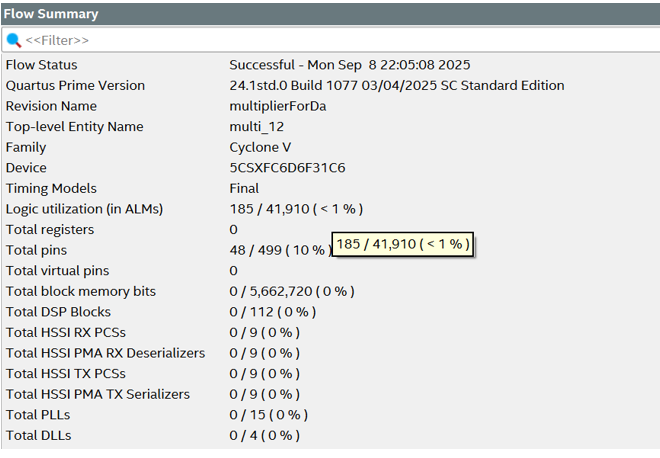 Flow Summary
<<Filter>>
Flow Status Successful - Mon Sep 8 22:05:08 2025
Quartus Prime Version 24.1std.0 Build 1077 03/04/2025 SC Standard Edition
Revision Name multiplierForDa
Top-level Entity Name multi_12
Family Cyclone V
Device 5CSXFC6D6F31C6
Timing Models Final
Logic utilization (in ALMs) 185 / 41,910 ( < 1 % )
Total registers 0
Total pins 48 / 499 ( 10 % )
185 / 41,910 ( < 1 % )
Total virtual pins 0
Total block memory bits 0 / 5,662,720 ( 0 % )
Total DSP Blocks 0 / 112 ( 0 % )
Total HSSI RX PCSs 0 / 9 ( 0 % )
Total HSSI PMA RX Deserializers 0 / 9 ( 0 % )
Total HSSI TX PCSs 0 / 9 ( 0 % )
Total HSSI PMA TX Serializers 0 / 9 ( 0 % )
Total PLLs 0 / 15 ( 0 % )
Total DLLs 0 / 4 ( 0 % )